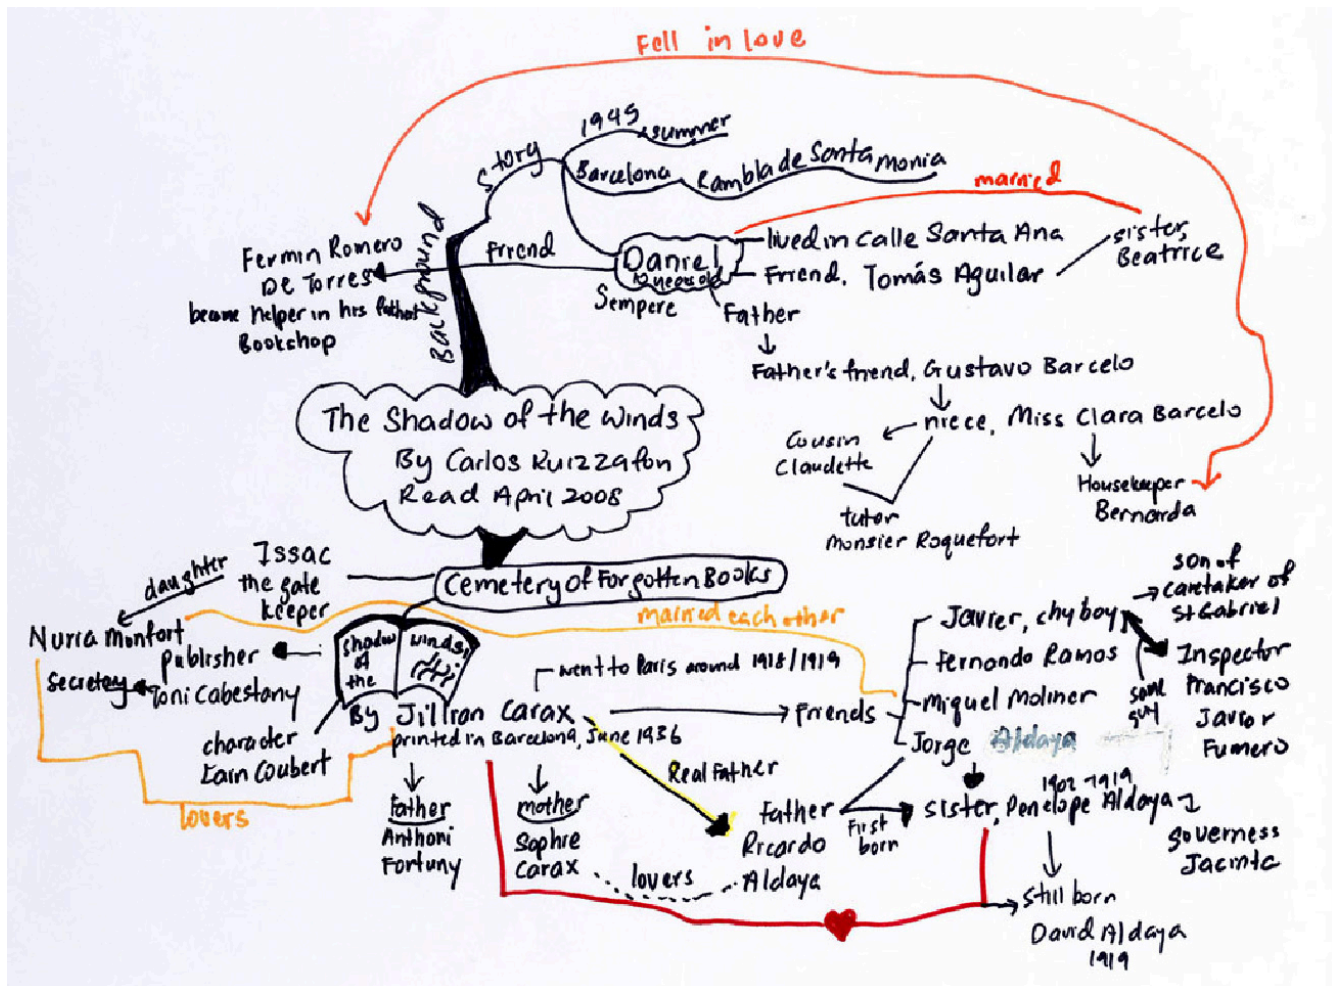 Fell in love
1945
summer
Story
Barcelona Rambla de Santa monia
married
Background
Friend
Fermin Romero
De Torres
became helper in his father
Bookshop
Daniel
10 years old
Sempere
lived in Calle Santa Ana
Friend, Tomás Aguilar
sister,
Beatrice
Father
Father's friend, Gustavo Barcelo
niece, Miss Clara Barcelo
Cousin
Claudette
tutor
Monsier Roquefort
Housekeeper
Bernarda
The Shadow of the Winds
By Carlos Ruizzafon
Read April 2008
Cemetery of Forgotten Books
Issac
the gate
keeper
daughter
Nuria Monfort
married each other
publisher
Toni Cabestany
secretary
Shadow
of
the
winds
By Jillian Carax
printed in Barcelona, June 1936
character
Lain Coubert
lovers
went to Paris around 1918/1919
Friends
Javier, chyboy
Fernando Ramos
Miquel Moliner
Jorge Aldaya
son of
caretaker of
St Gabriel
same
guy
Inspector
Francisco
Javior
Fumero
father
Anthoni
Fortuny
mother
Sophie
Carax
Real Father
Father
Ricardo
Aldaya
lovers
First
born
1902-1919
sister, Penelope Aldaya
Governess
Jacinta
Still born
David Aldaya
1919